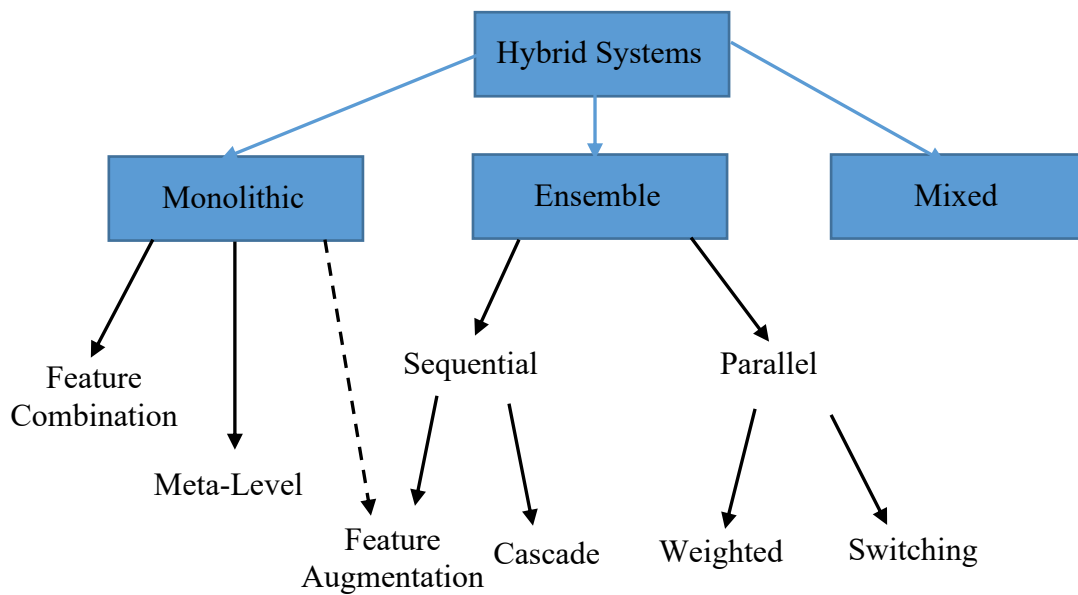 Hybrid Systems
Monolithic
Ensemble
Mixed
Feature
Combination
Sequential
Parallel
Meta-Level
Feature
Augmentation
Cascade
Weighted
Switching